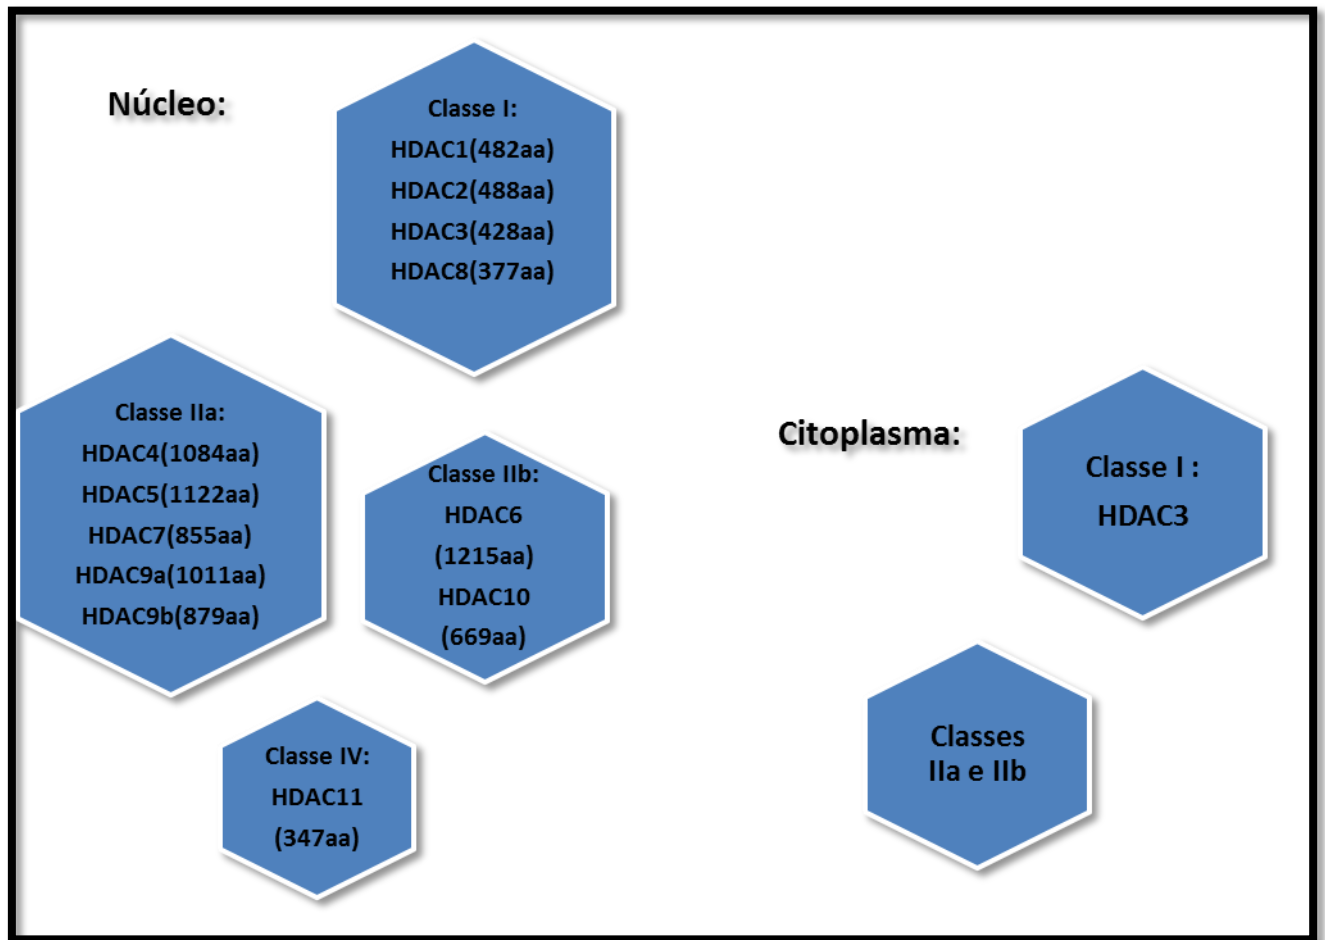 Núcleo:
Classe I:
HDAC1(482aa)
HDAC2(488aa)
HDAC3(428aa)
HDAC8(377aa)
Classe IIa:
HDAC4(1084aa)
HDAC5(1122aa)
HDAC7(855aa)
HDAC9a(1011aa)
HDAC9b(879aa)
Classe IIb:
HDAC6
(1215aa)
HDAC10
(669aa)
Classe IV:
HDAC11
(347aa)
Citoplasma:
Classe I :
HDAC3
Classes
IIa e IIb